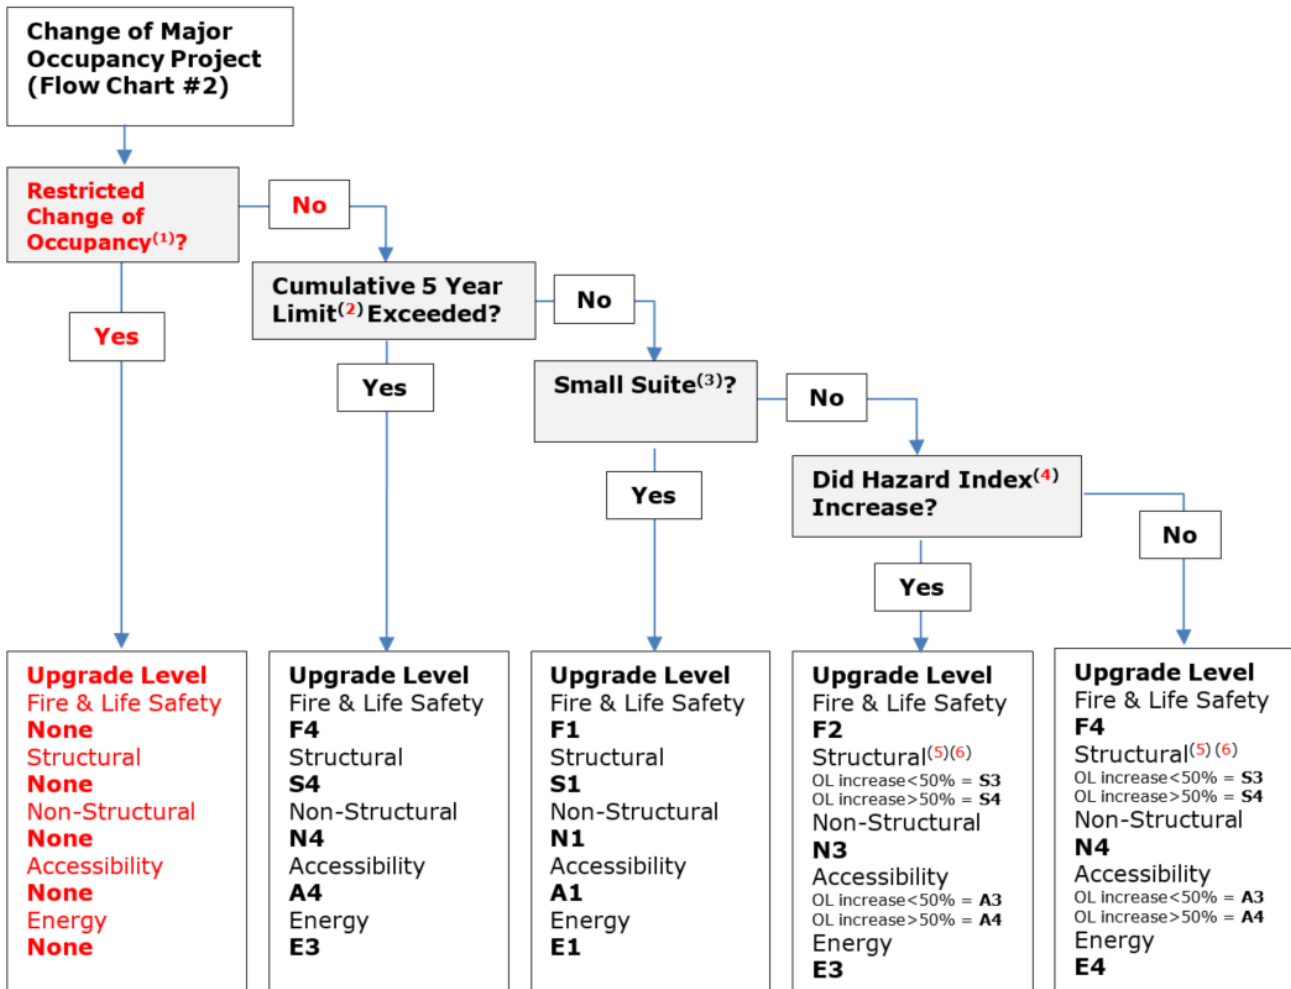 Change of Major
Occupancy Project
(Flow Chart #2)
Restricted
Change of
Occupancy(1)?
No
Yes
Cumulative 5 Year
Limit(2) Exceeded?
No
Yes
Small Suite(3)?
No
Yes
Did Hazard Index(4)
Increase?
No
Yes
Upgrade Level
Fire & Life Safety
None
Structural
None
Non-Structural
None
Accessibility
None
Energy
None
Upgrade Level
Fire & Life Safety
F4
Structural
S4
Non-Structural
N4
Accessibility
A4
Energy
E3
Upgrade Level
Fire & Life Safety
F1
Structural
S1
Non-Structural
N1
Accessibility
A1
Energy
E1
Upgrade Level
Fire & Life Safety
F2
Structural(5)(6)
OL increase<50% = S3
OL increase>50% = S4
Non-Structural
N3
Accessibility
OL increase<50% = A3
OL increase>50% = A4
Energy
E3
Upgrade Level
Fire & Life Safety
F4
Structural(5)(6)
OL increase<50% = S3
OL increase>50% = S4
Non-Structural
N4
Accessibility
OL increase<50% = A3
OL increase>50% = A4
Energy
E4